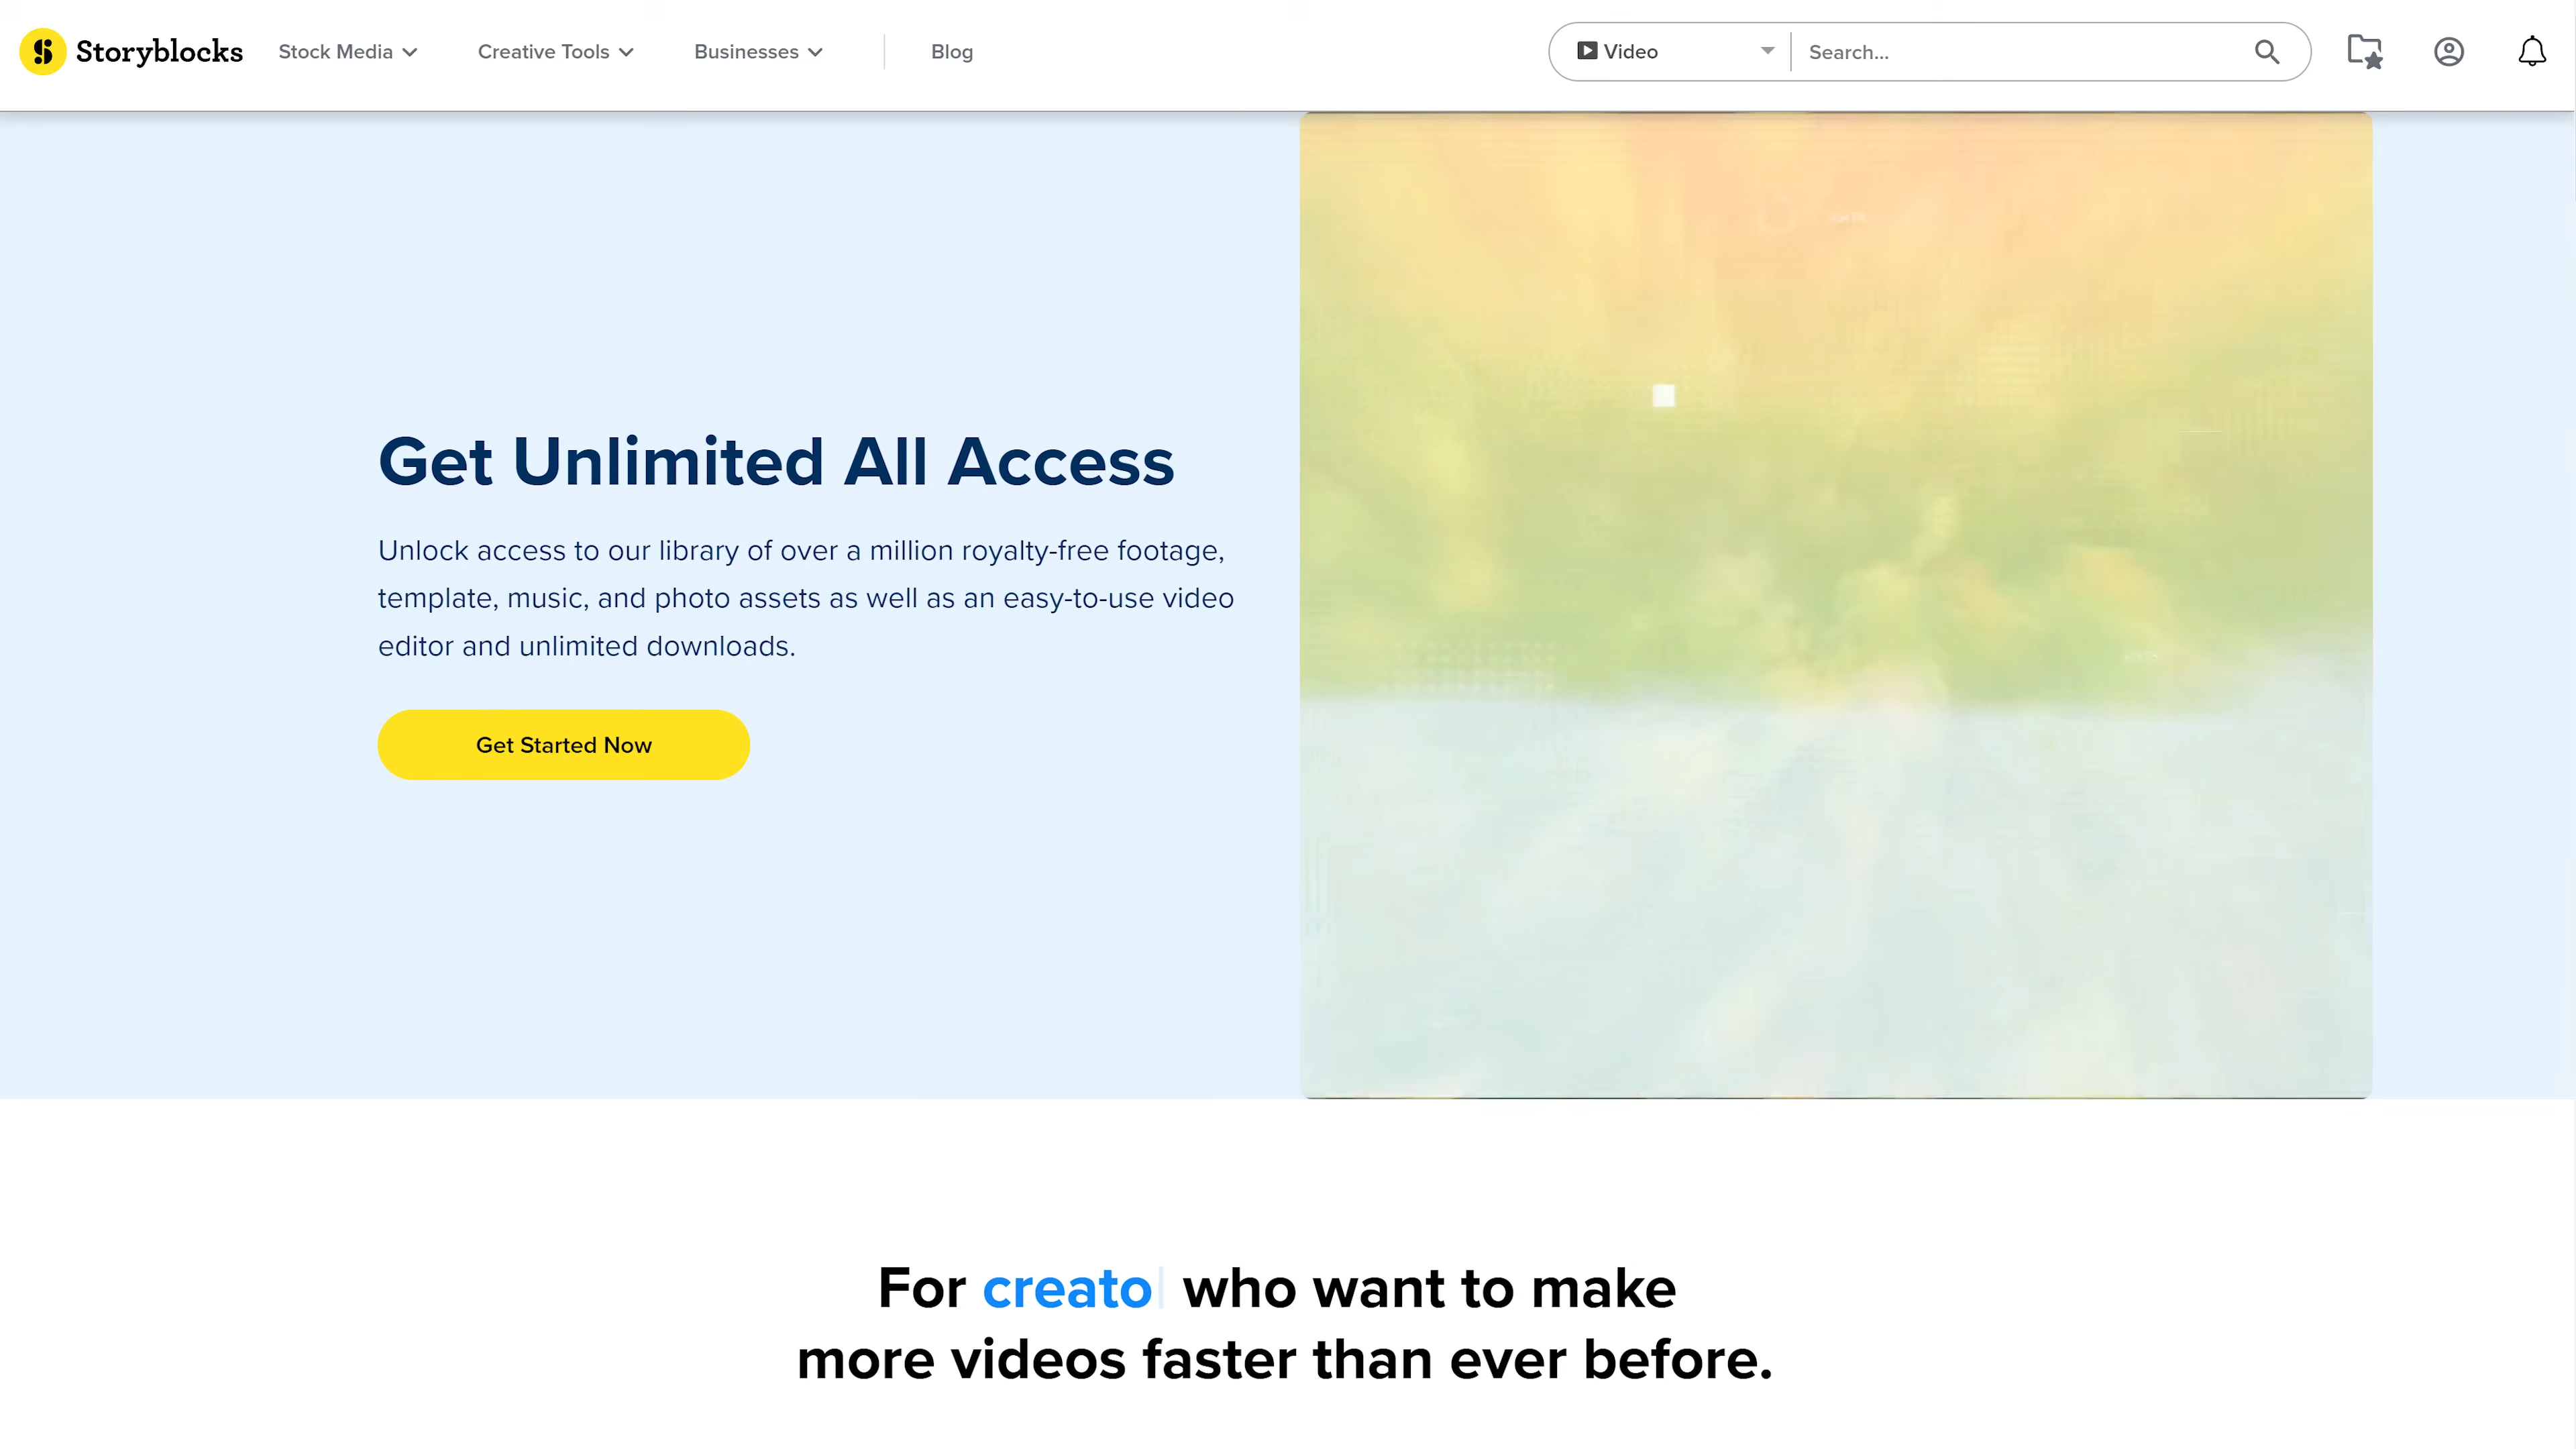 Storyblocks
Stock Media
Creative Tools
Businesses
Blog
Video
Search...
Get Unlimited All Access
Unlock access to our library of over a million royalty-free footage,
template, music, and photo assets as well as an easy-to-use video
editor and unlimited downloads.
Get Started Now
For creato who want to make
more videos faster than ever before.